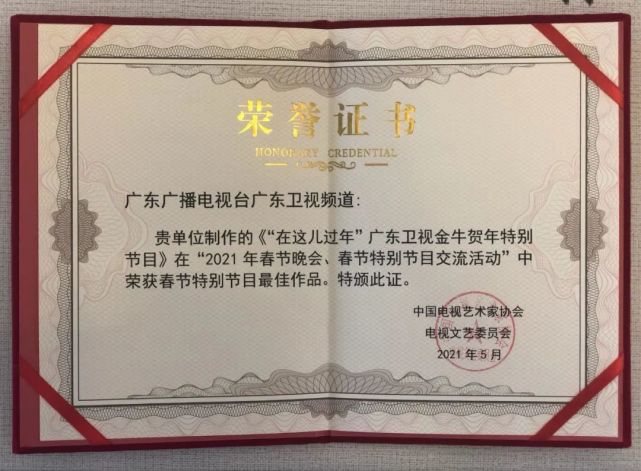 荣誉证书
HONORARY CREDENTIAL
广东广播电视台广东卫视频道：
贵单位制作的《“在这儿过年”广东卫视金牛贺年特别
节目》在“2021年春节晚会、春节特别节目交流活动”中
荣获春节特别节目最佳作品。特颁此证。
中国电视艺术家协会
电视文艺委员会
2021年5月